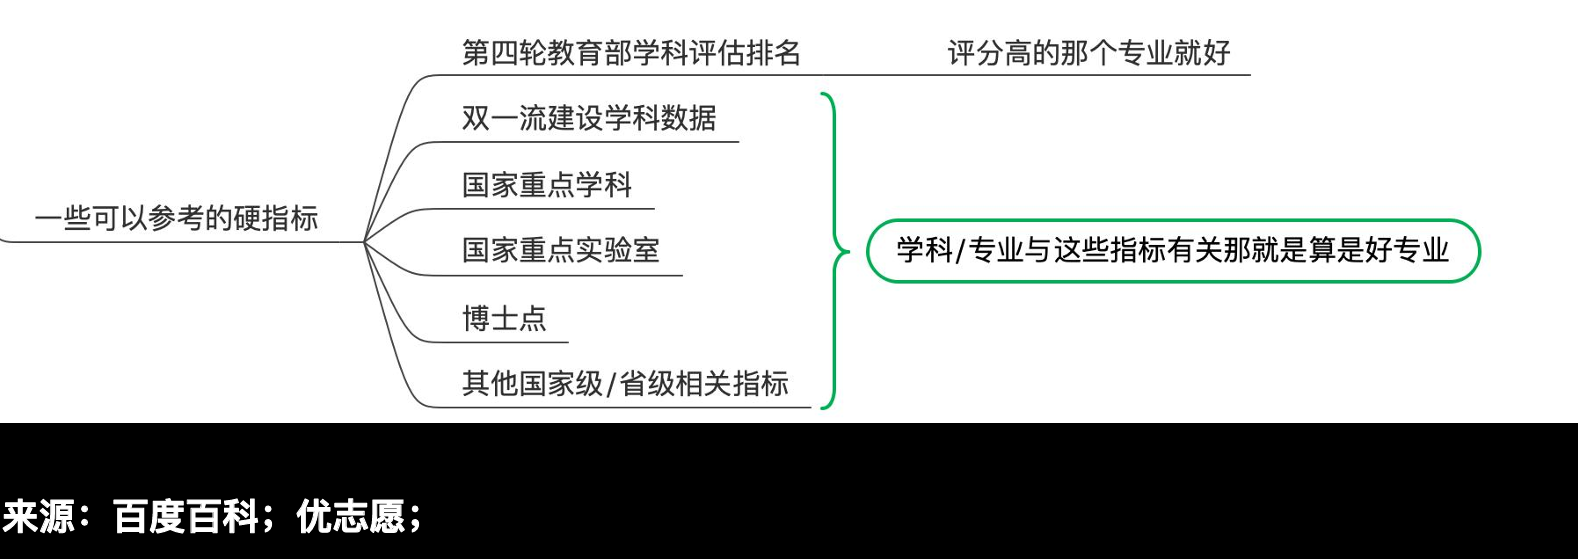 第四轮教育部学科评估排名
评分高的那个专业就好
双一流建设学科数据
国家重点学科
一些可以参考的硬指标
国家重点实验室
学科/专业与这些指标有关那就是算是好专业
博士点
其他国家级/省级相关指标
来源：百度百科；优志愿；